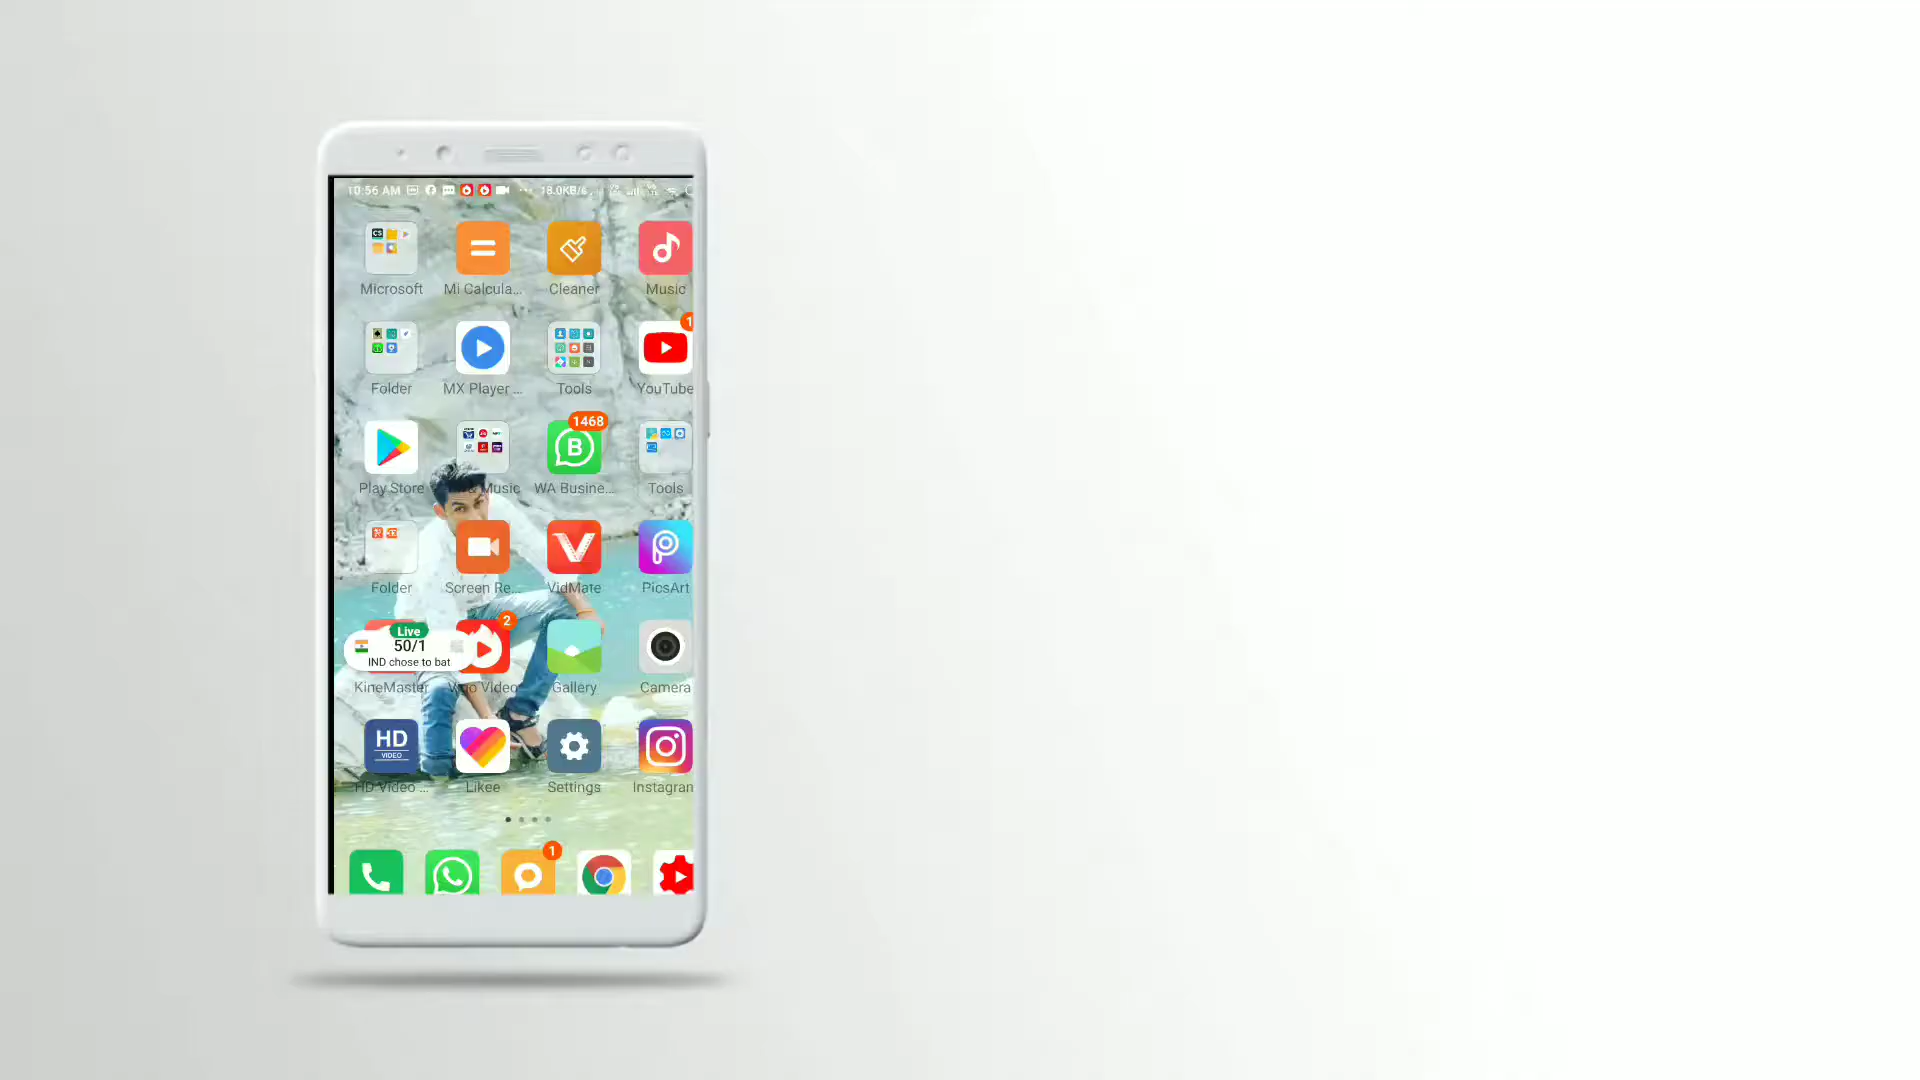 10:56 AM 18.0KB/s
Microsoft Mi Calcula... Cleaner Music
Folder MX Player ... Tools YouTube
1468
Play Store Music WA Busine... Tools
Folder Screen Re... VidMate PicsArt
2
Live
50/1
IND chose to bat
KineMaster Vigo Video Gallery Camera
HD
VIDEO
HD Video ... Likee Settings Instagram
1